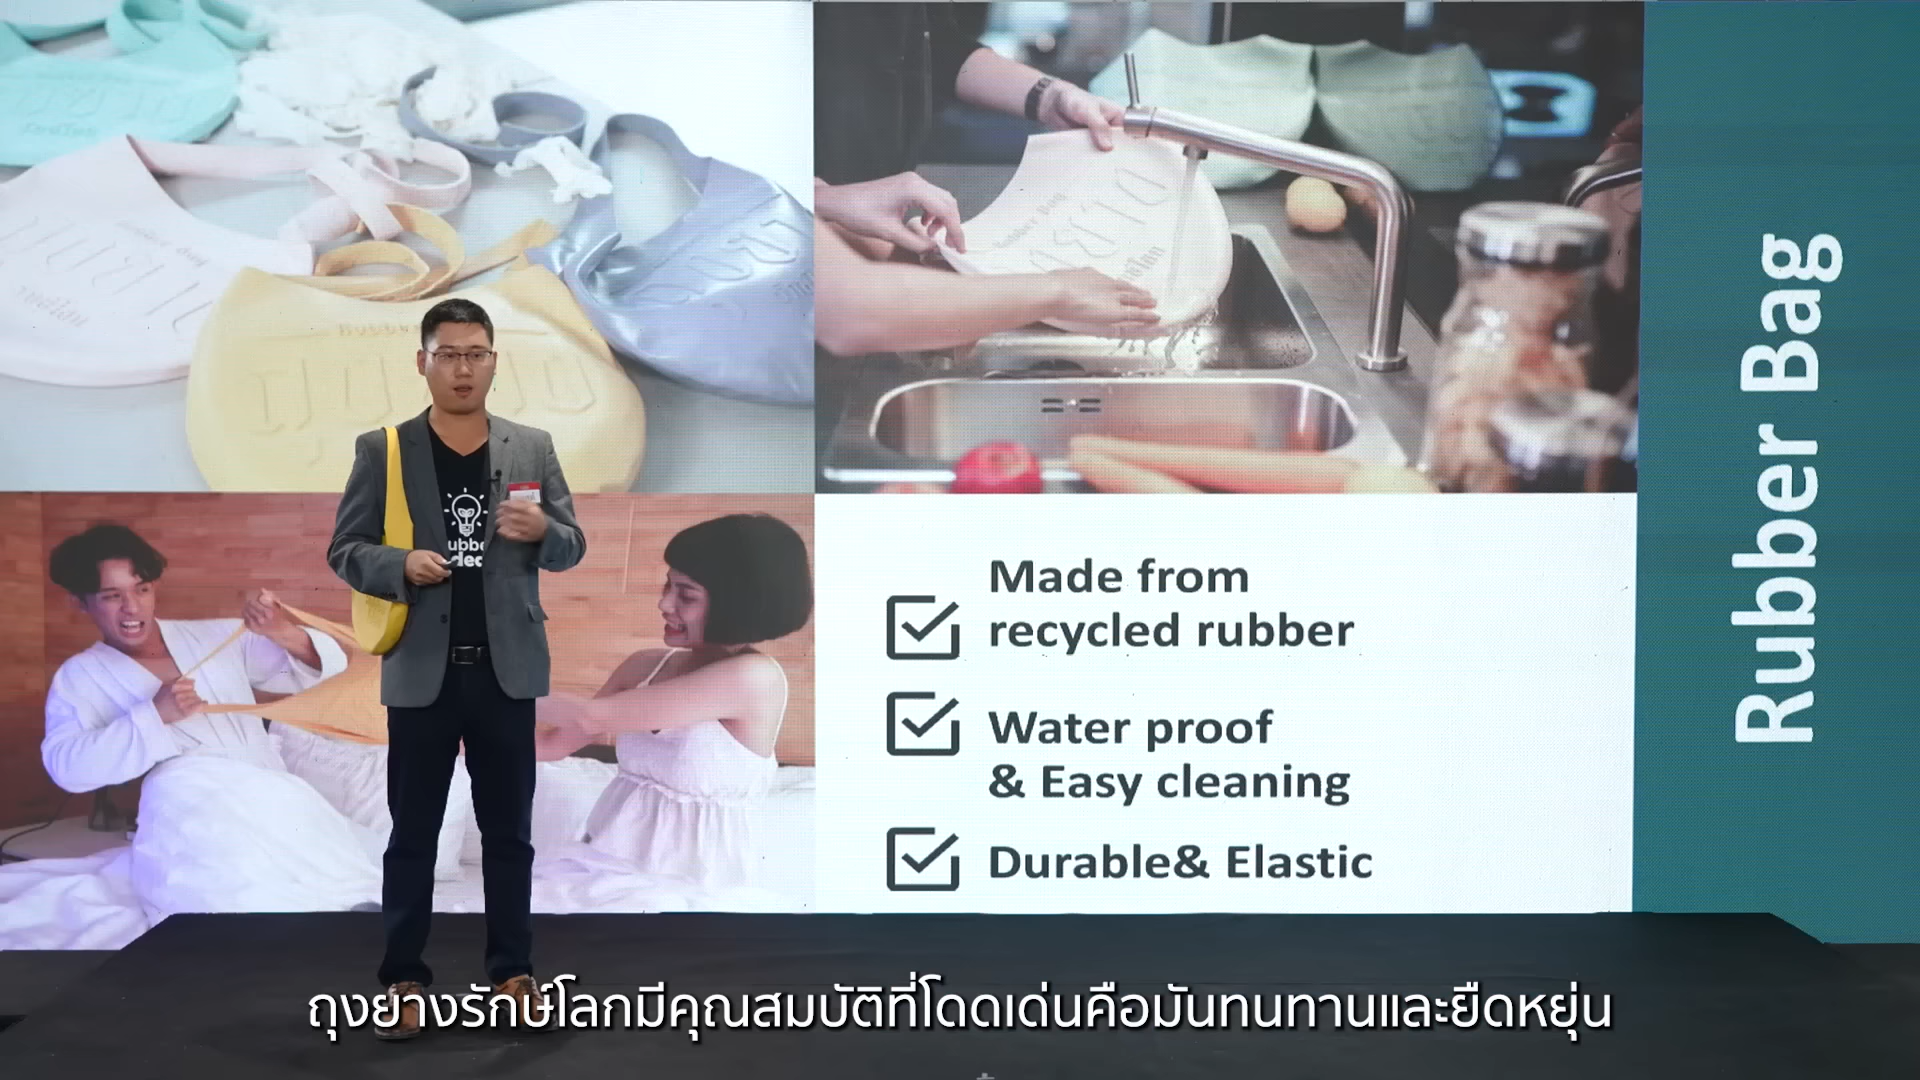 Rubber Bag
Made from
recycled rubber
Water proof
& Easy cleaning
Durable& Elastic
ถุงยางรักษ์โลกมีคุณสมบัติที่โดดเด่นคือมันทนทานและยืดหยุ่น